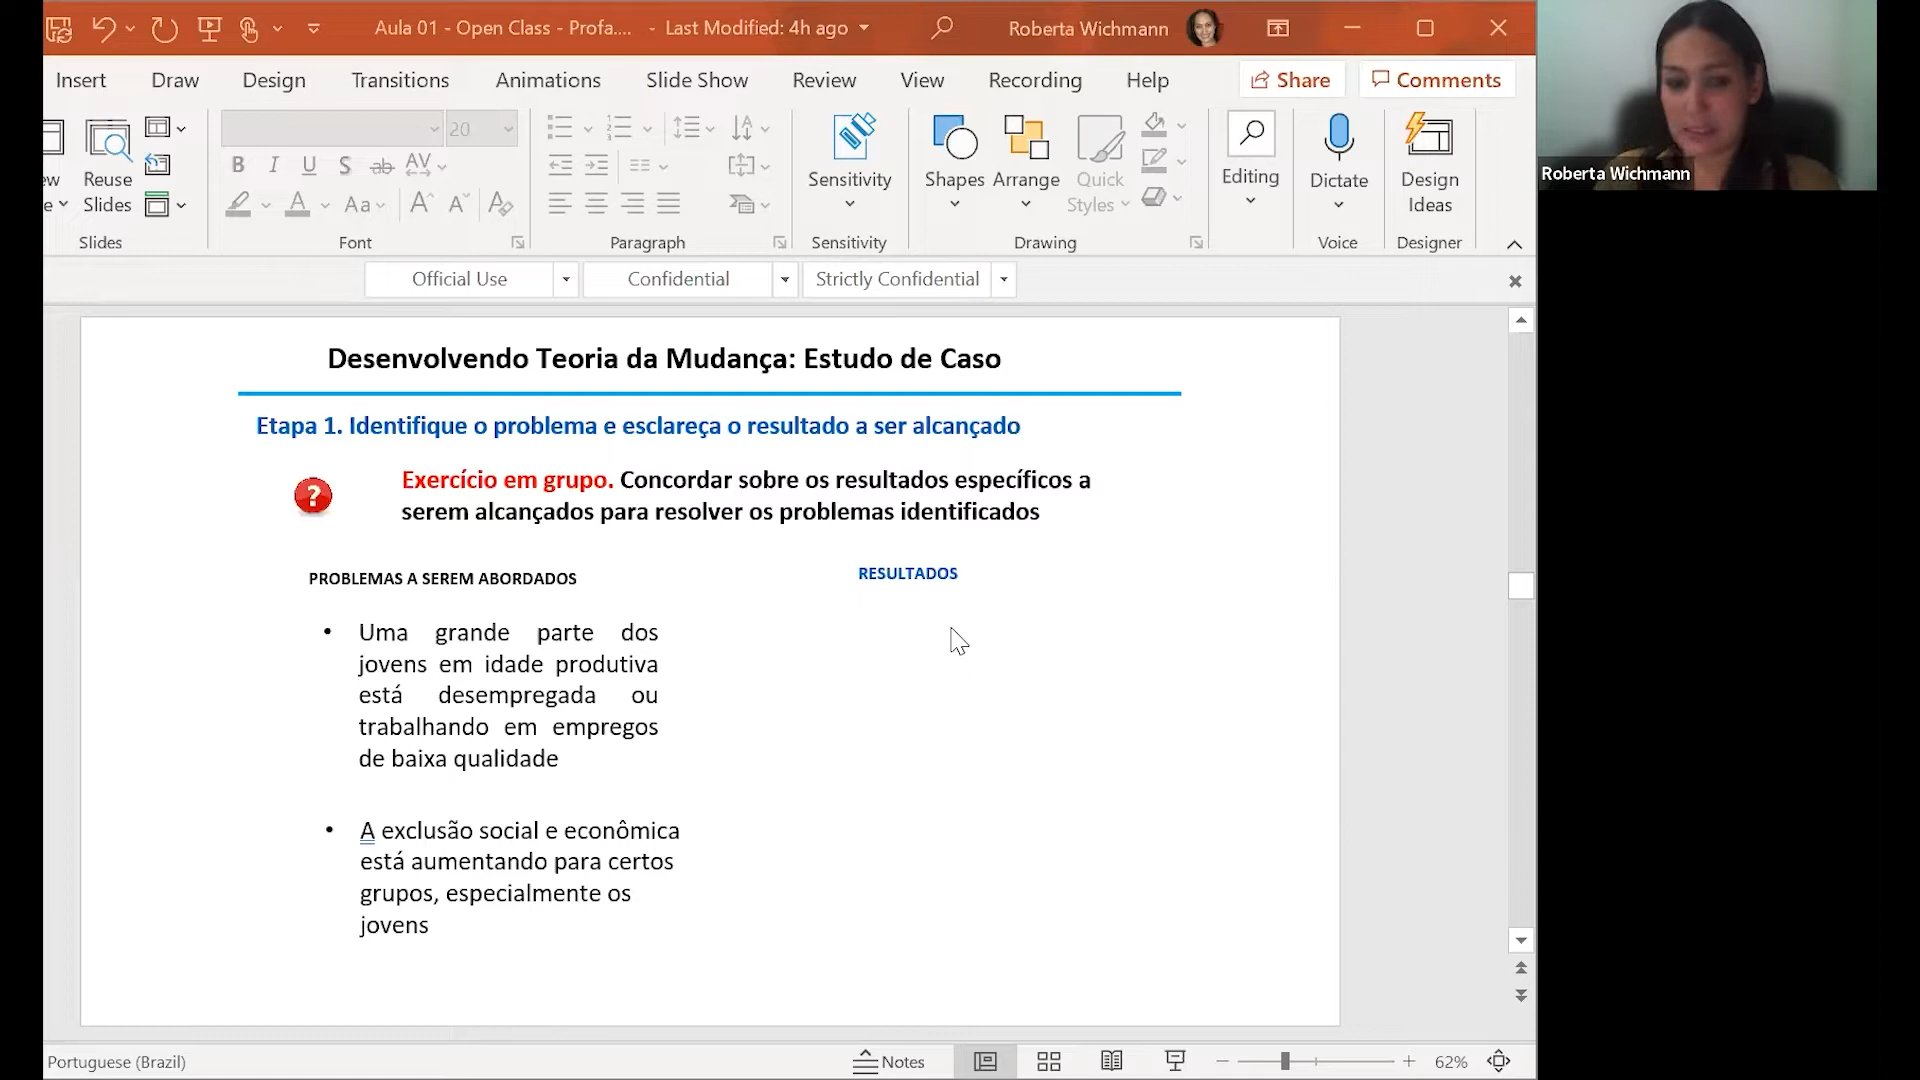 Aula 01 - Open Class - Profa.... - Last Modified: 4h ago
Roberta Wichmann
Insert Draw Design Transitions Animations Slide Show Review View Recording Help Share Comments
20
Reuse
Slides
Slides
B I U S ab AV
A Aa A A A
Font
Paragraph
Sensitivity
Sensitivity
Shapes Arrange Quick
Styles
Drawing
Editing
Dictate
Voice
Design
Ideas
Designer
Official Use Confidential Strictly Confidential
Desenvolvendo Teoria da Mudança: Estudo de Caso
Etapa 1. Identifique o problema e esclareça o resultado a ser alcançado
?
Exercício em grupo. Concordar sobre os resultados específicos a
serem alcançados para resolver os problemas identificados
PROBLEMAS A SEREM ABORDADOS
RESULTADOS
• Uma grande parte dos
jovens em idade produtiva
está desempregada ou
trabalhando em empregos
de baixa qualidade
• A exclusão social e econômica
está aumentando para certos
grupos, especialmente os
jovens
Portuguese (Brazil)
Notes
62%
Roberta Wichmann